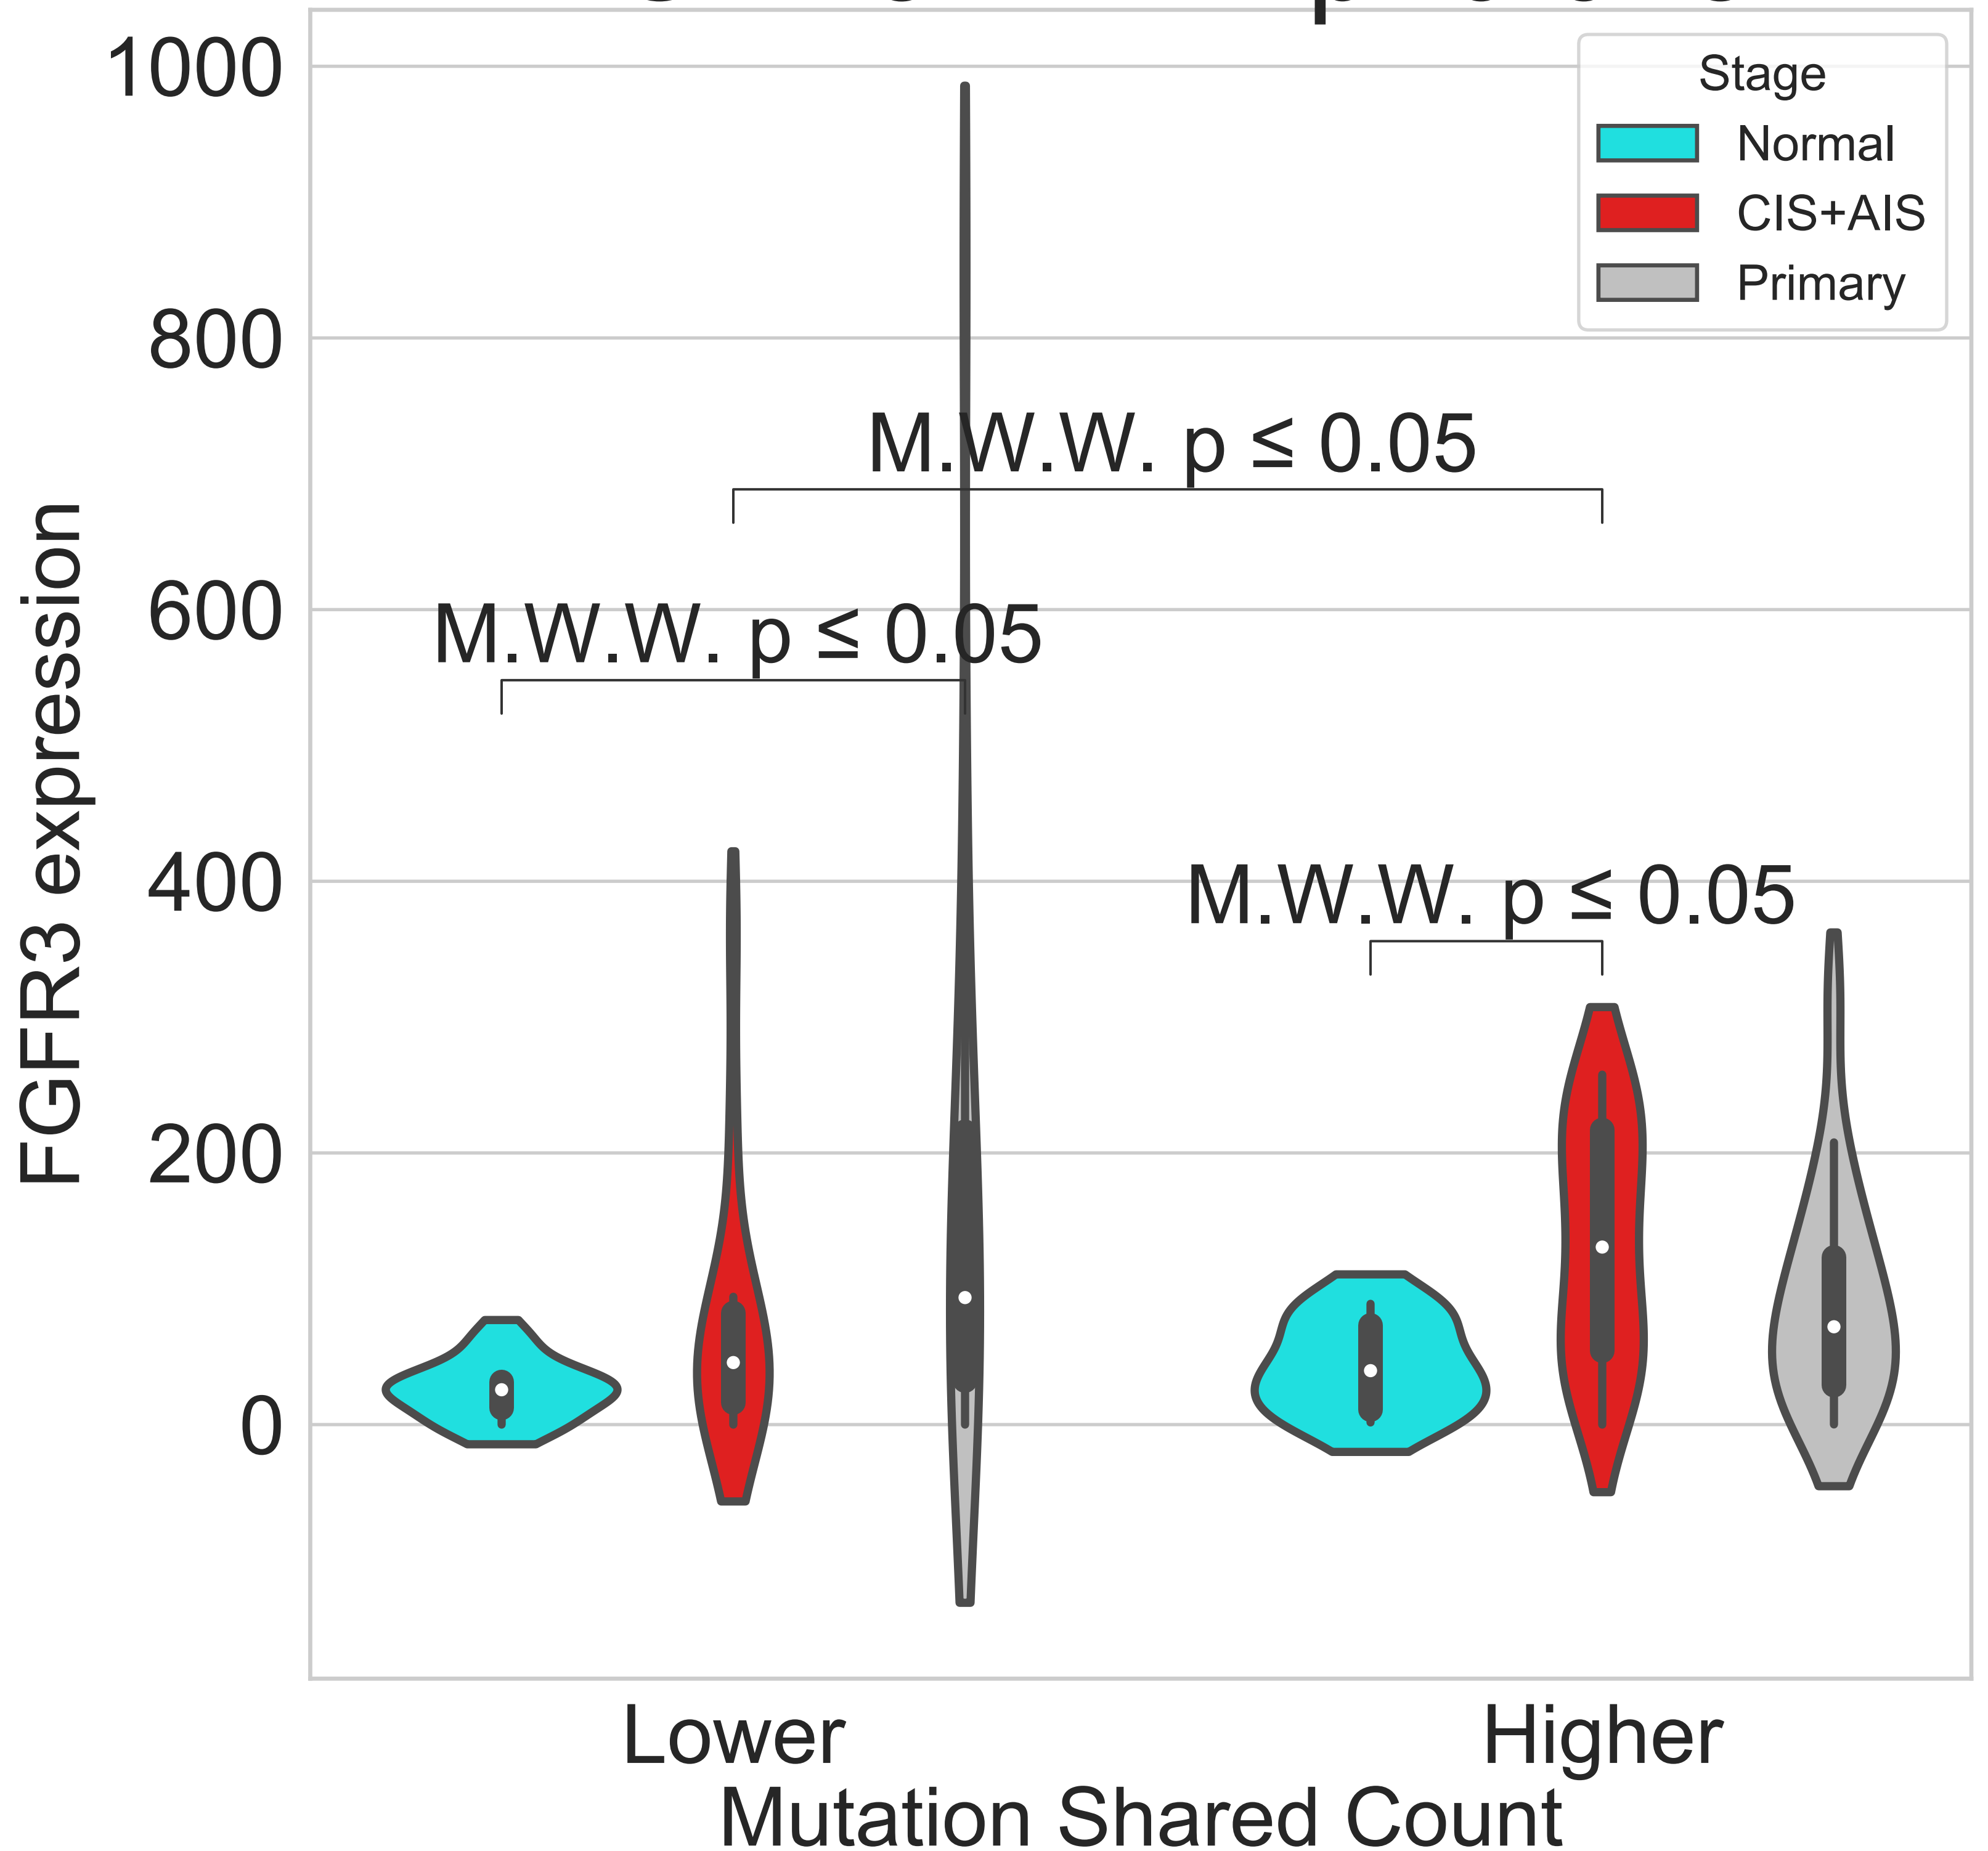 1000
800
600
400
200
0
FGFR3 expression
Stage
Normal
CIS+AIS
Primary
M.W.W. p ≤ 0.05
M.W.W. p ≤ 0.05
M.W.W. p ≤ 0.05
Lower
Higher
Mutation Shared Count